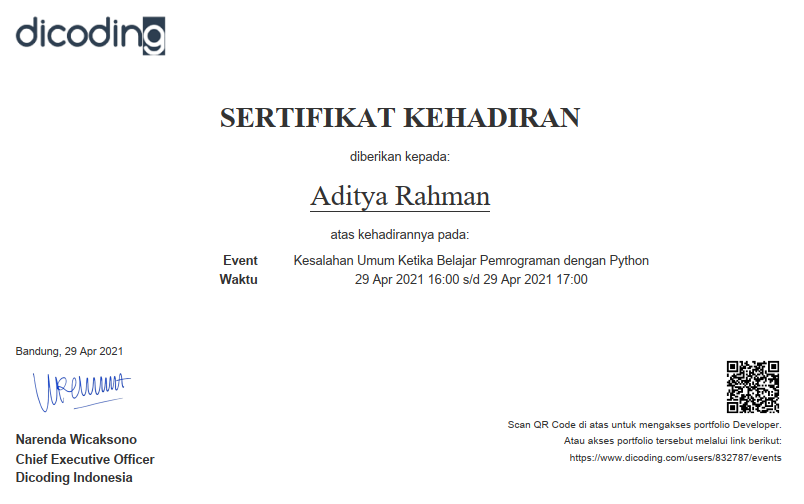 dicoding
SERTIFIKAT KEHADIRAN
diberikan kepada:
Aditya Rahman
atas kehadirannya pada:
Event Kesalahan Umum Ketika Belajar Pemrograman dengan Python
Waktu 29 Apr 2021 16:00 s/d 29 Apr 2021 17:00
Bandung, 29 Apr 2021
Narenda Wicaksono
Chief Executive Officer
Dicoding Indonesia
Scan QR Code di atas untuk mengakses portfolio Developer.
Atau akses portfolio tersebut melalui link berikut:
https://www.dicoding.com/users/832787/events